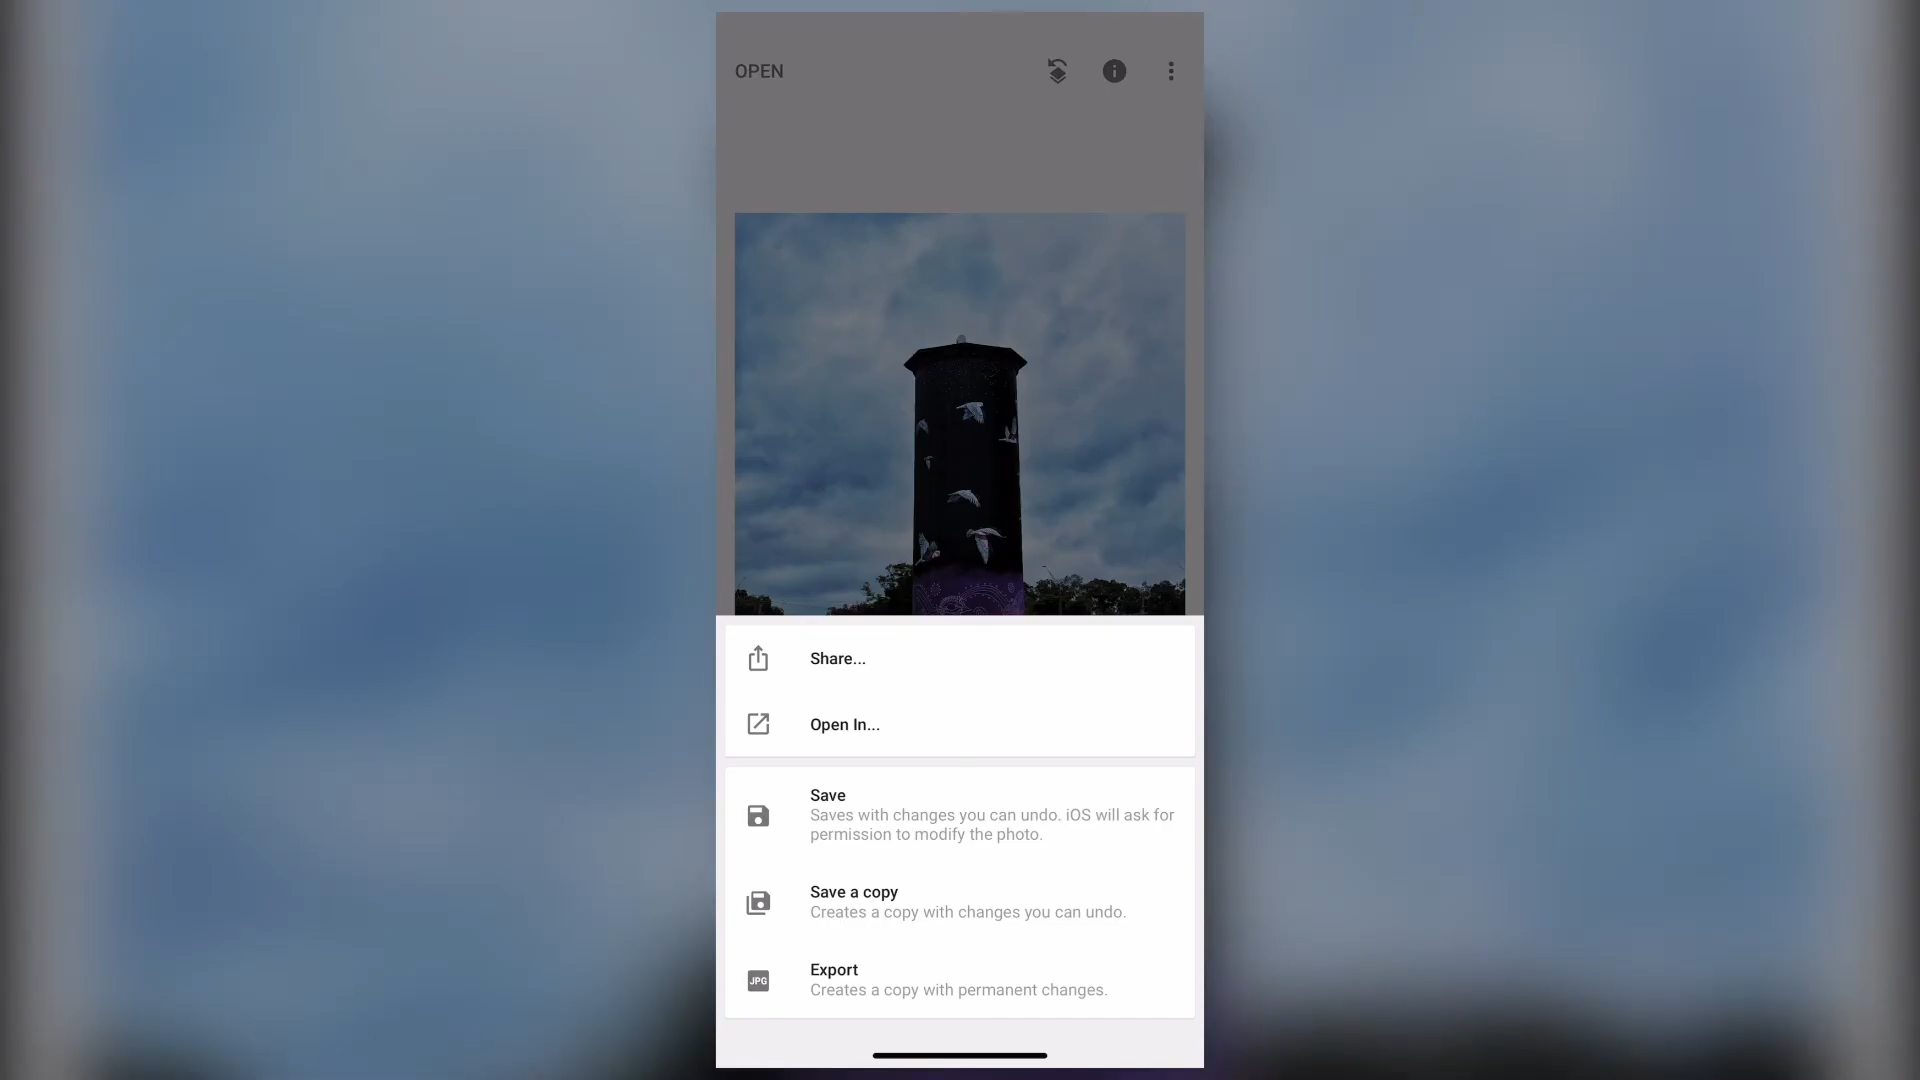 OPEN
Share...
Open In...
Save
Saves with changes you can undo. iOS will ask for
permission to modify the photo.
Save a copy
Creates a copy with changes you can undo.
JPG
Export
Creates a copy with permanent changes.